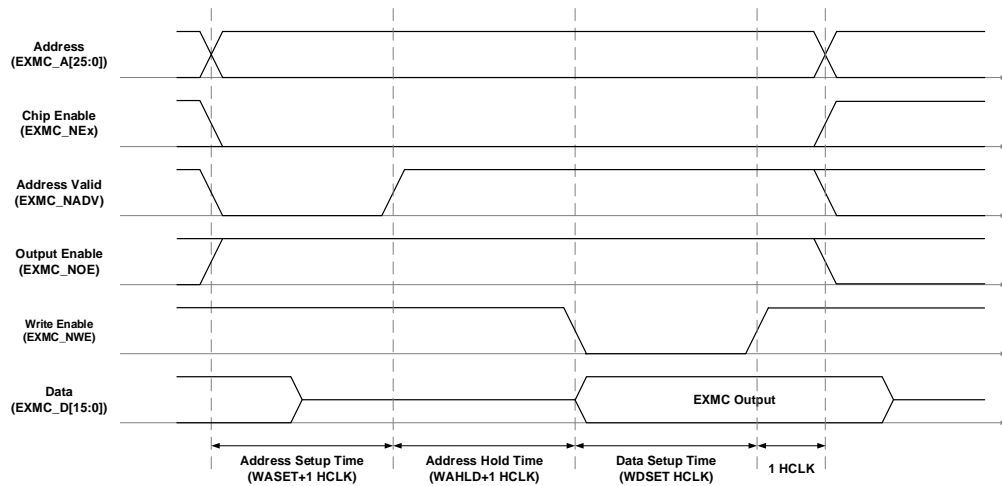 Address
(EXMC_A[25:0])
Chip Enable
(EXMC_NEx)
Address Valid
(EXMC_NADV)
Output Enable
(EXMC_NOE)
Write Enable
(EXMC_NWE)
Data
(EXMC_D[15:0])
EXMC Output
Address Setup Time
(WASET+1 HCLK)
Address Hold Time
(WAHLD+1 HCLK)
Data Setup Time
(WDSET HCLK)
1 HCLK